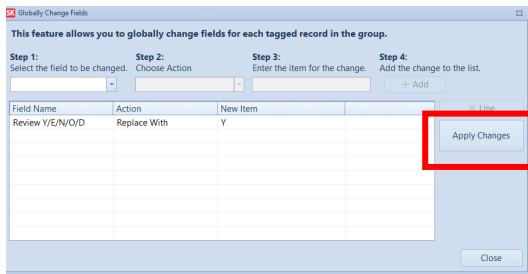 SK Globally Change Fields
This feature allows you to globally change fields for each tagged record in the group.
Step 1: Step 2: Step 3: Step 4:
Select the field to be changed. Choose Action Enter the item for the change. Add the change to the list.
+ Add
Field Name Action New Item × Line
Review Y/E/N/O/D Replace With Y
Apply Changes
Close